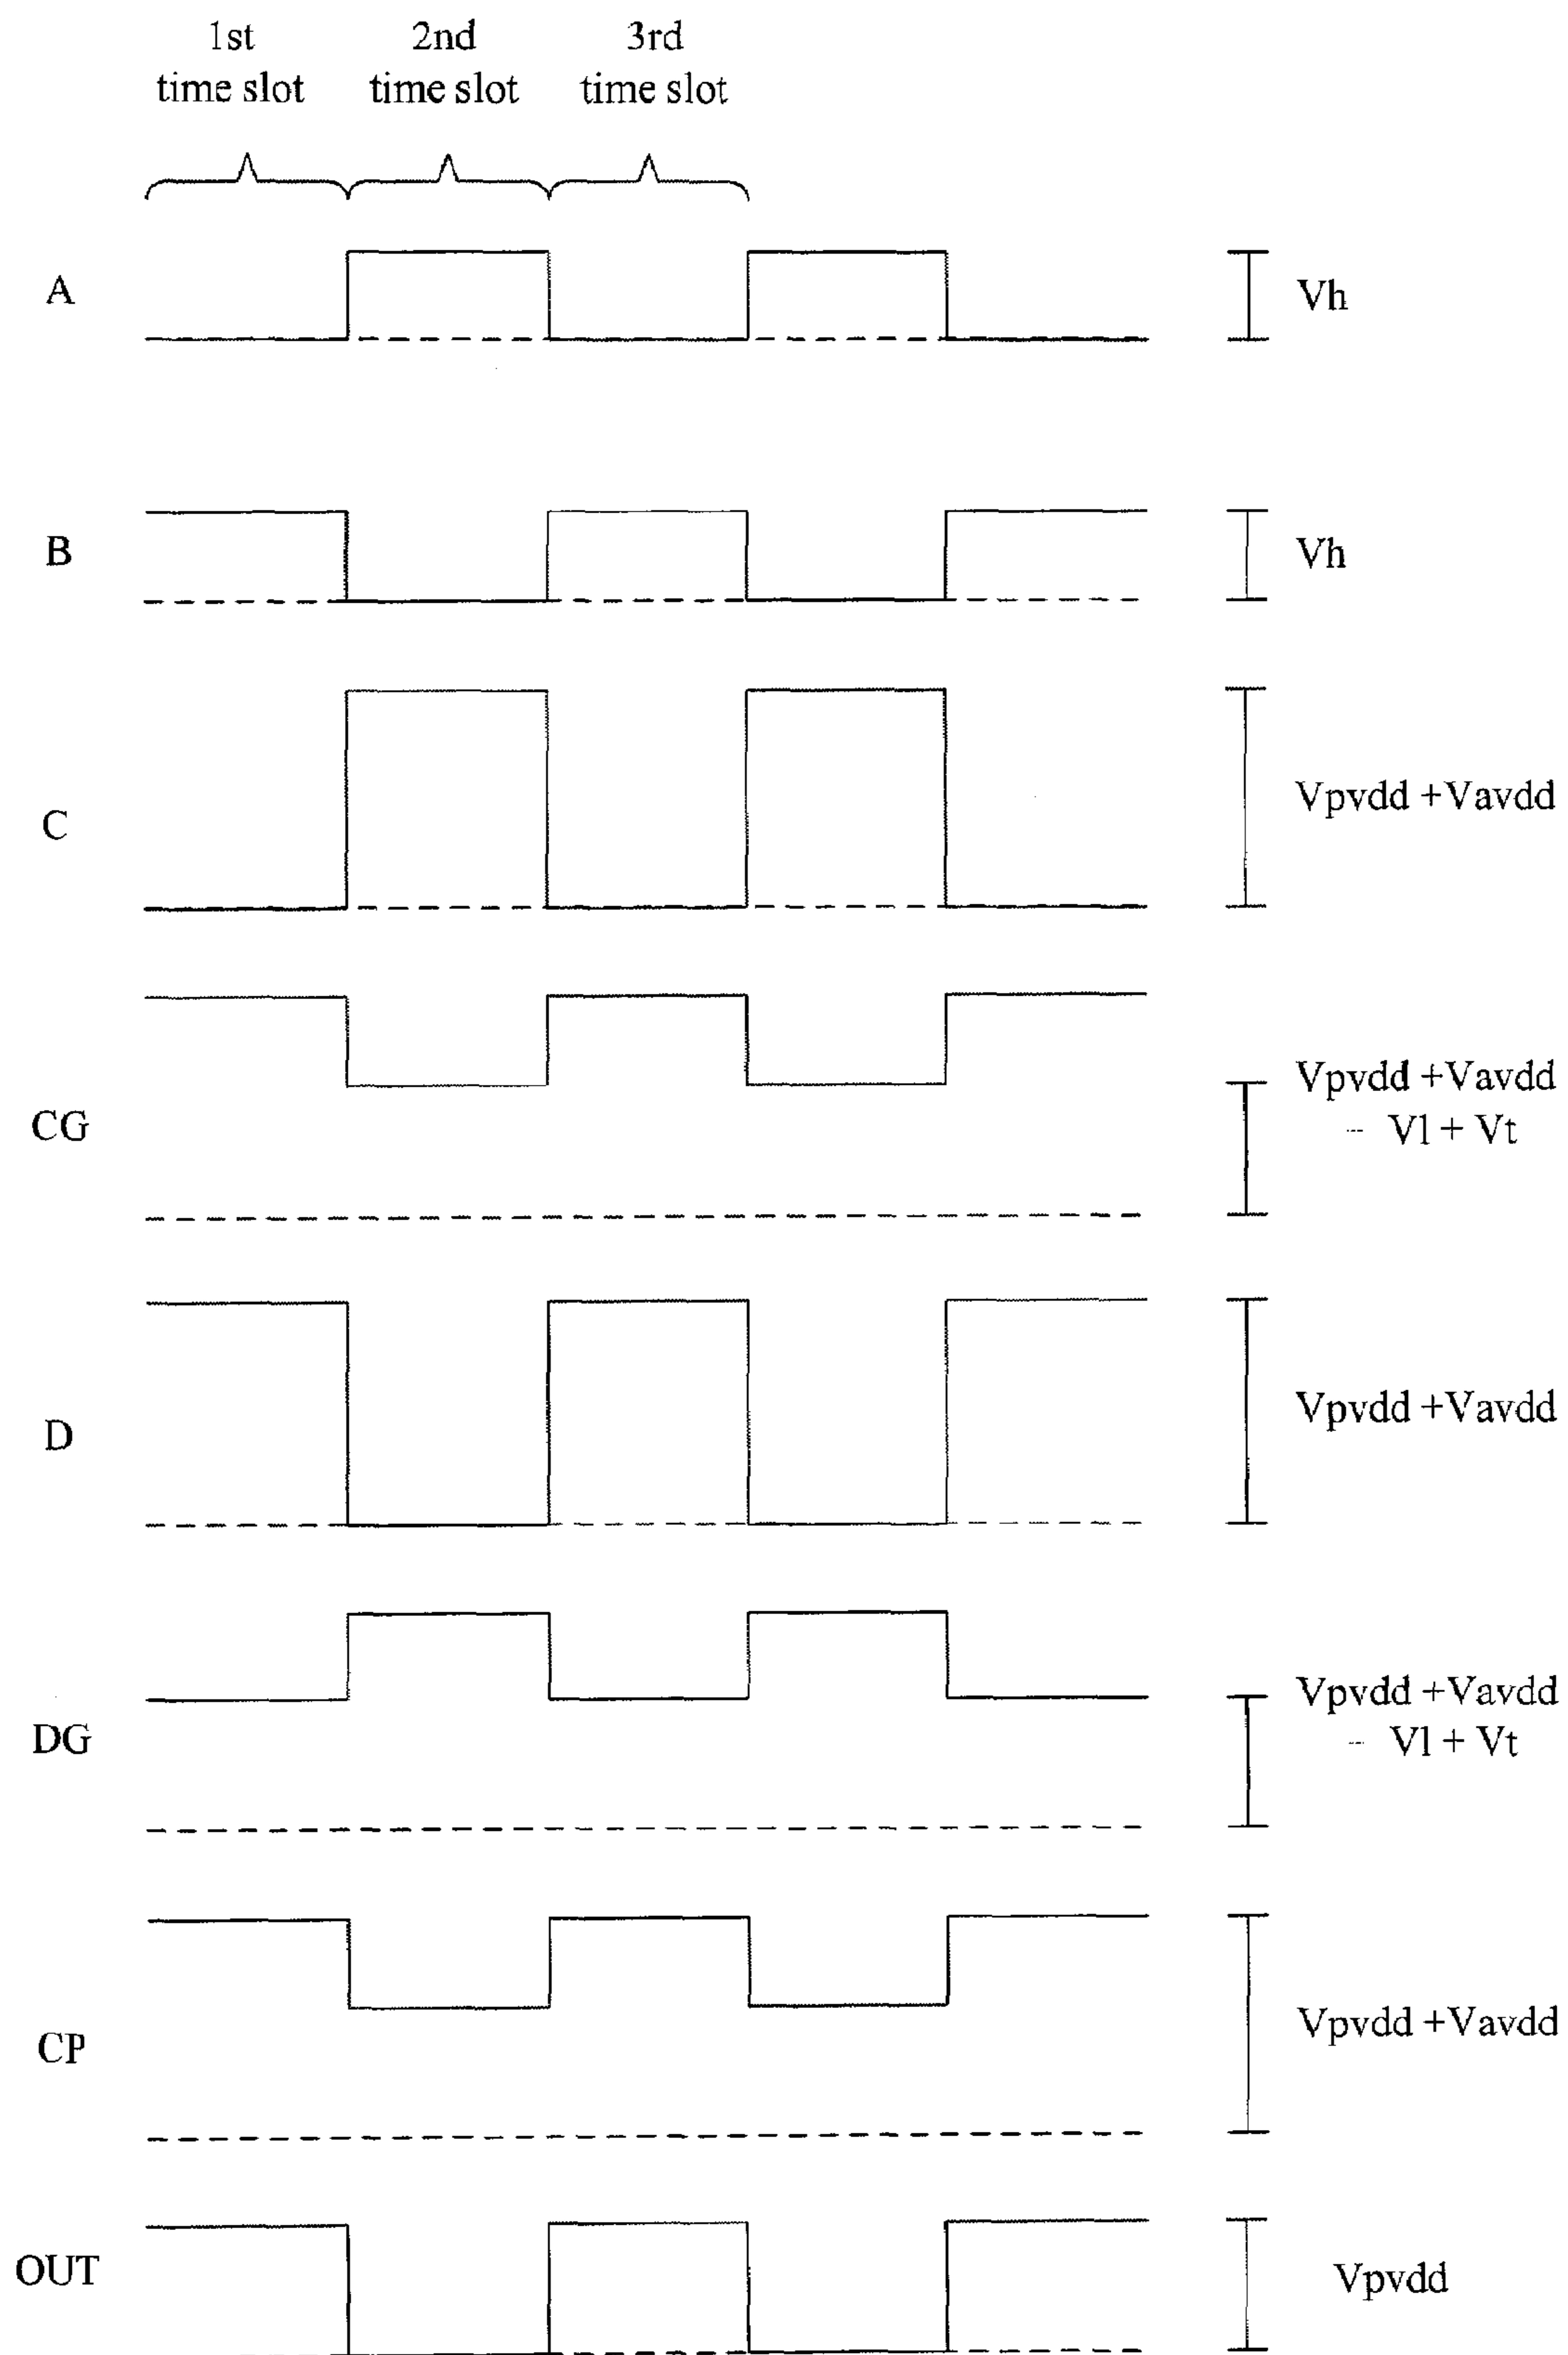 1st
time slot
2nd
time slot
3rd
time slot
A
Vh
B
Vh
C
Vpvdd +Vavdd
CG
Vpvdd +Vavdd
- Vl + Vt
D
Vpvdd +Vavdd
DG
Vpvdd +Vavdd
- Vl + Vt
CP
Vpvdd +Vavdd
OUT
Vpvdd